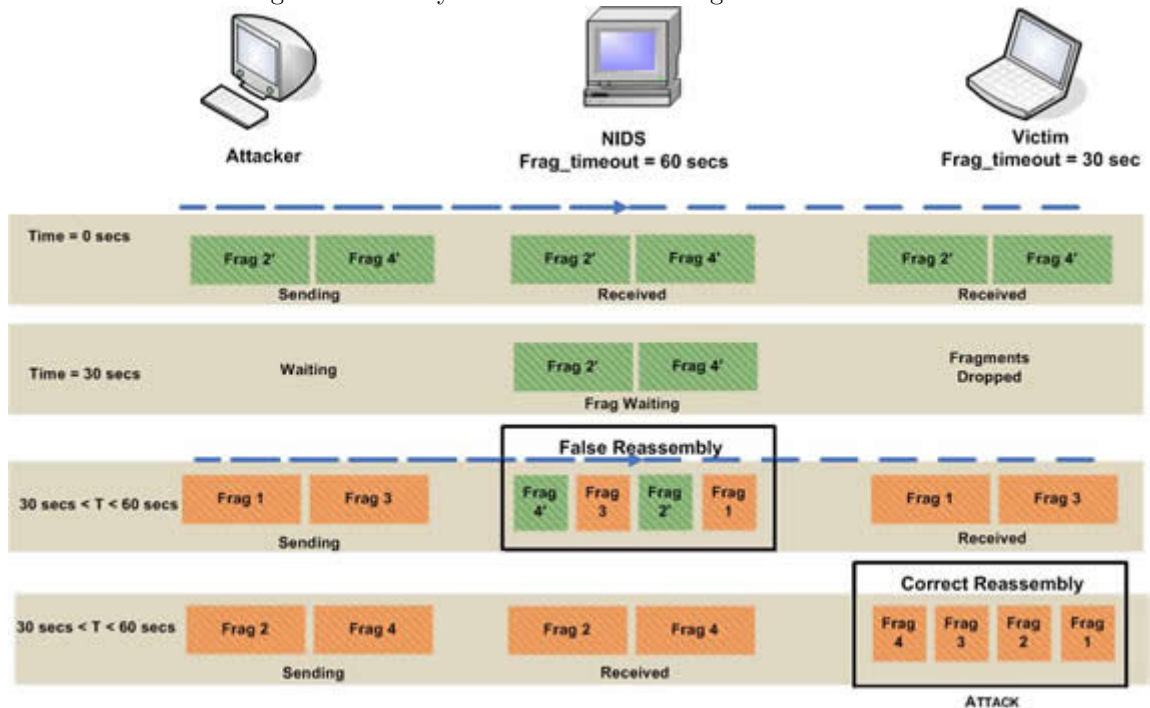 Attacker
NIDS
Frag_timeout = 60 secs
Victim
Frag_timeout = 30 sec
Time = 0 secs
Frag 2'
Frag 4'
Sending
Frag 2'
Frag 4'
Received
Frag 2'
Frag 4'
Received
Time = 30 secs
Waiting
Frag 2'
Frag 4'
Frag Waiting
Fragments
Dropped
False Reassembly
30 secs < T < 60 secs
Frag 1
Frag 3
Sending
Frag
4'
Frag
3
Frag
2'
Frag
1
Frag 1
Frag 3
Received
Correct Reassembly
30 secs < T < 60 secs
Frag 2
Frag 4
Sending
Frag 2
Frag 4
Received
Frag
4
Frag
3
Frag
2
Frag
1
ATTACK